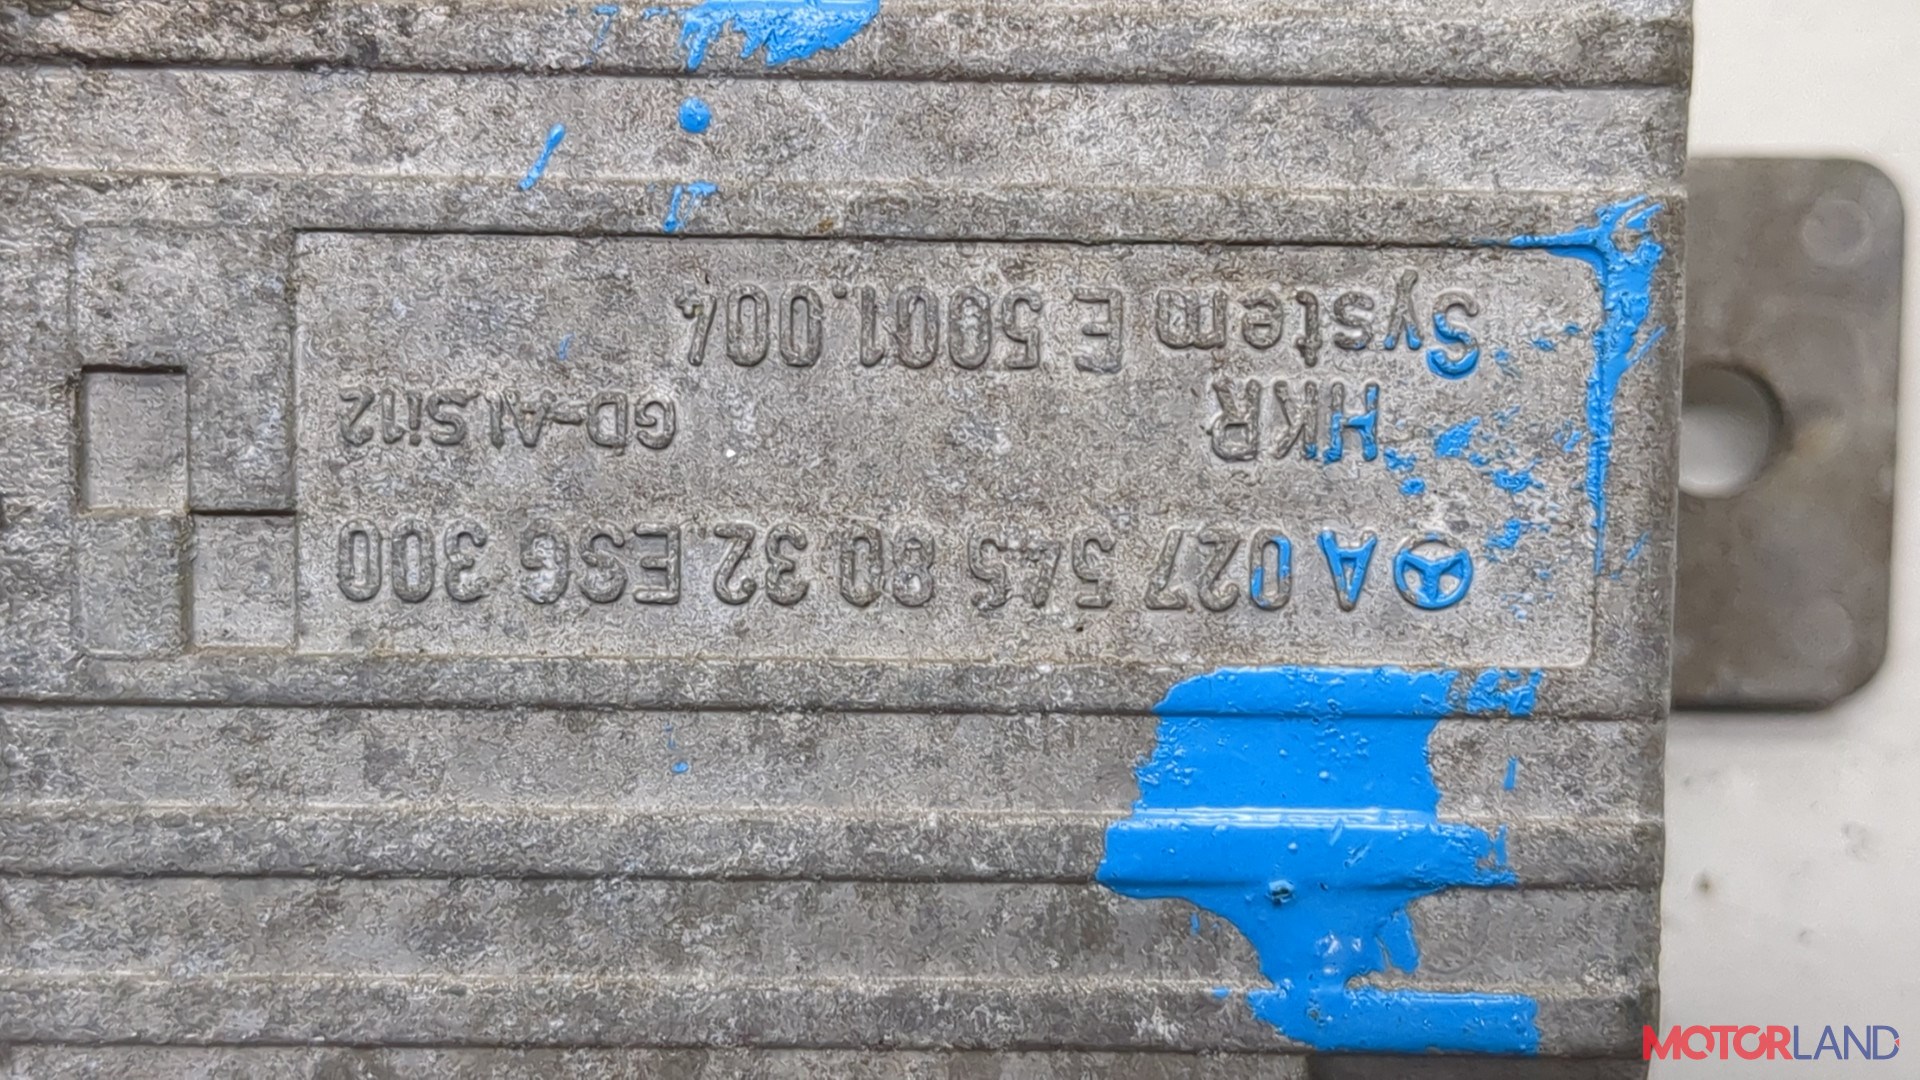 A 027 545 80 32 ESG 300
HKR GD-AlSi12
System E 5001.004
MOTORLAND